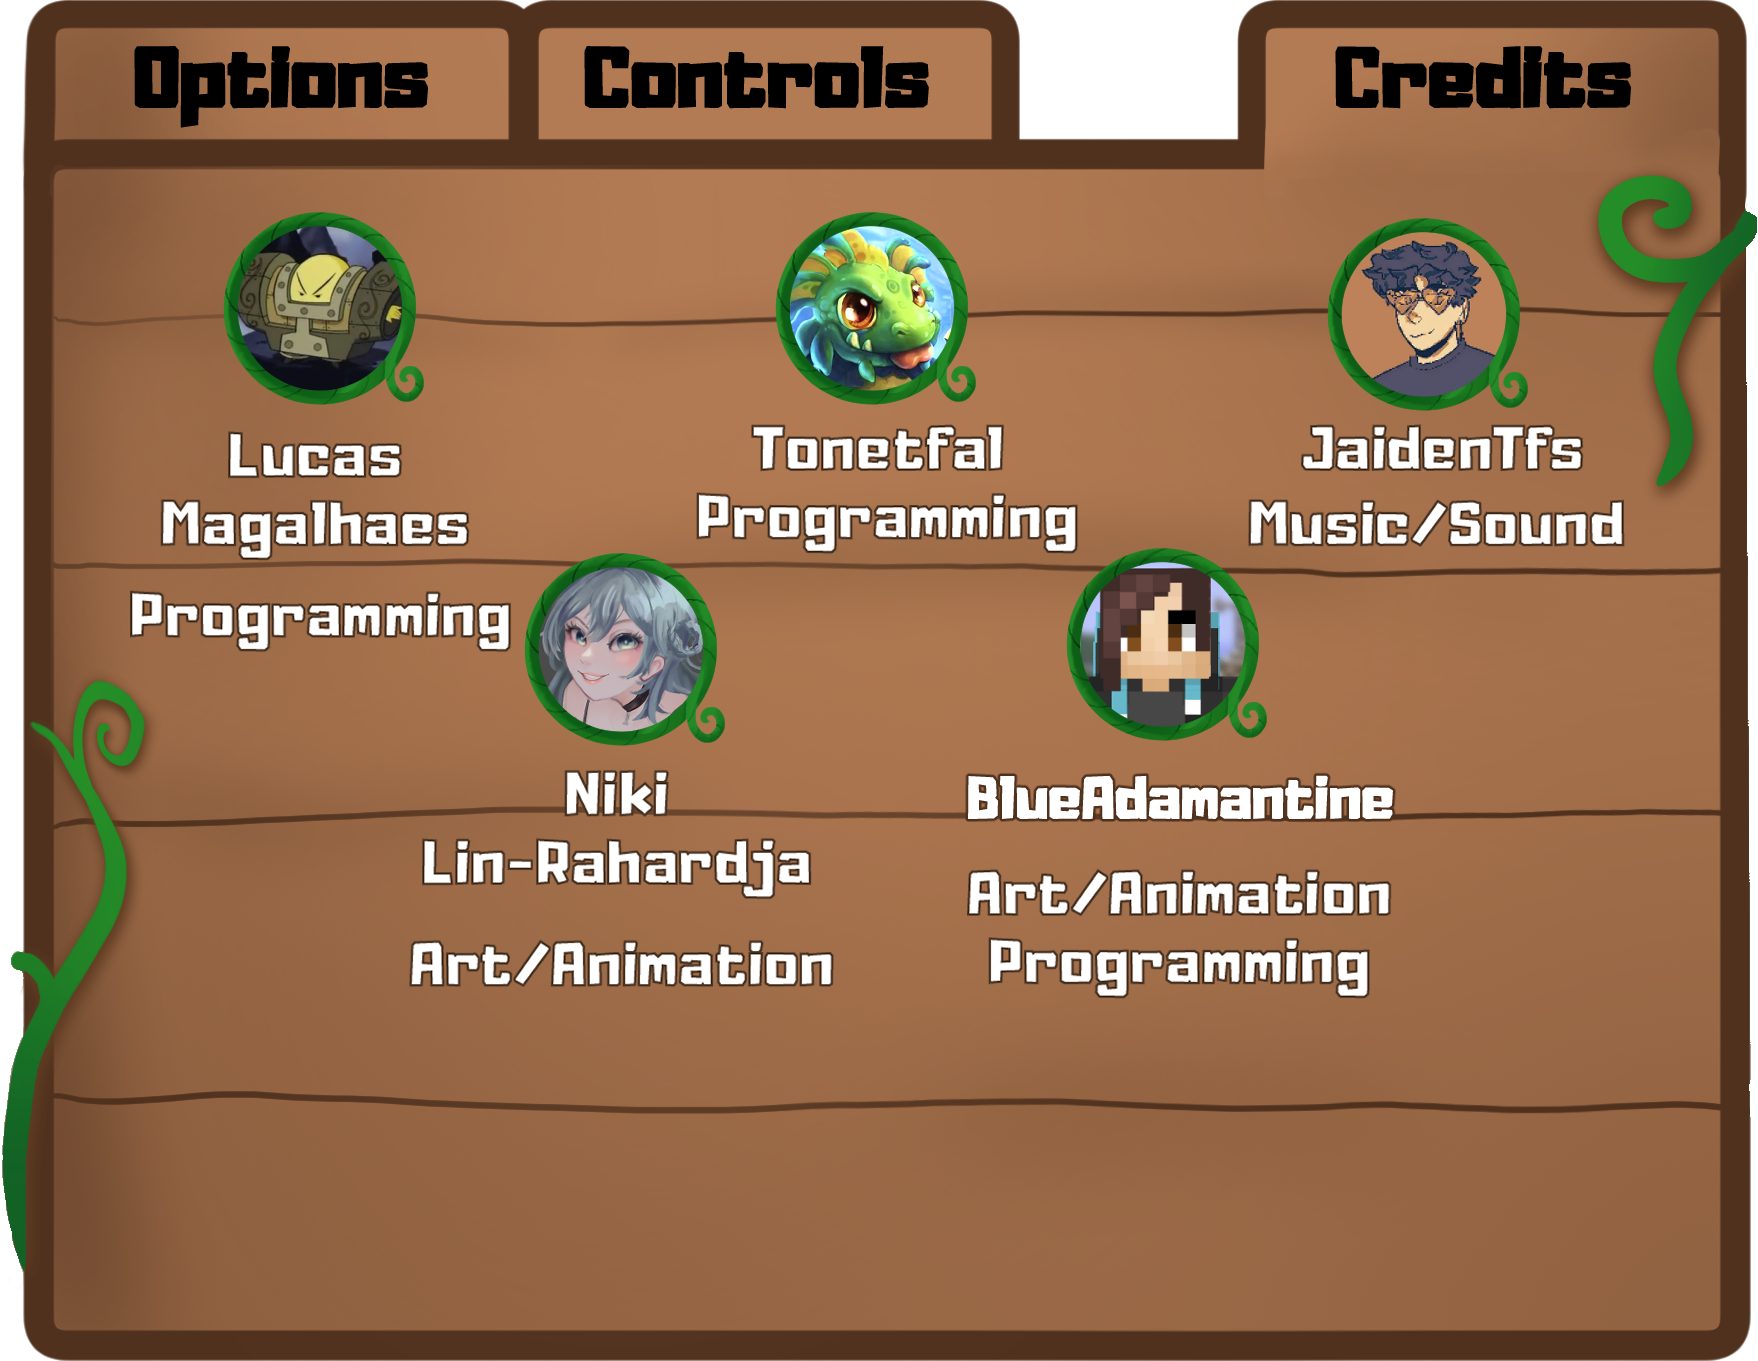 Options
Controls
Credits
Lucas
Magalhaes
Programming
Tonetfal
Programming
JaidenTfs
Music/Sound
Niki
Lin-Rahardja
Art/Animation
BlueAdamantine
Art/Animation
Programming